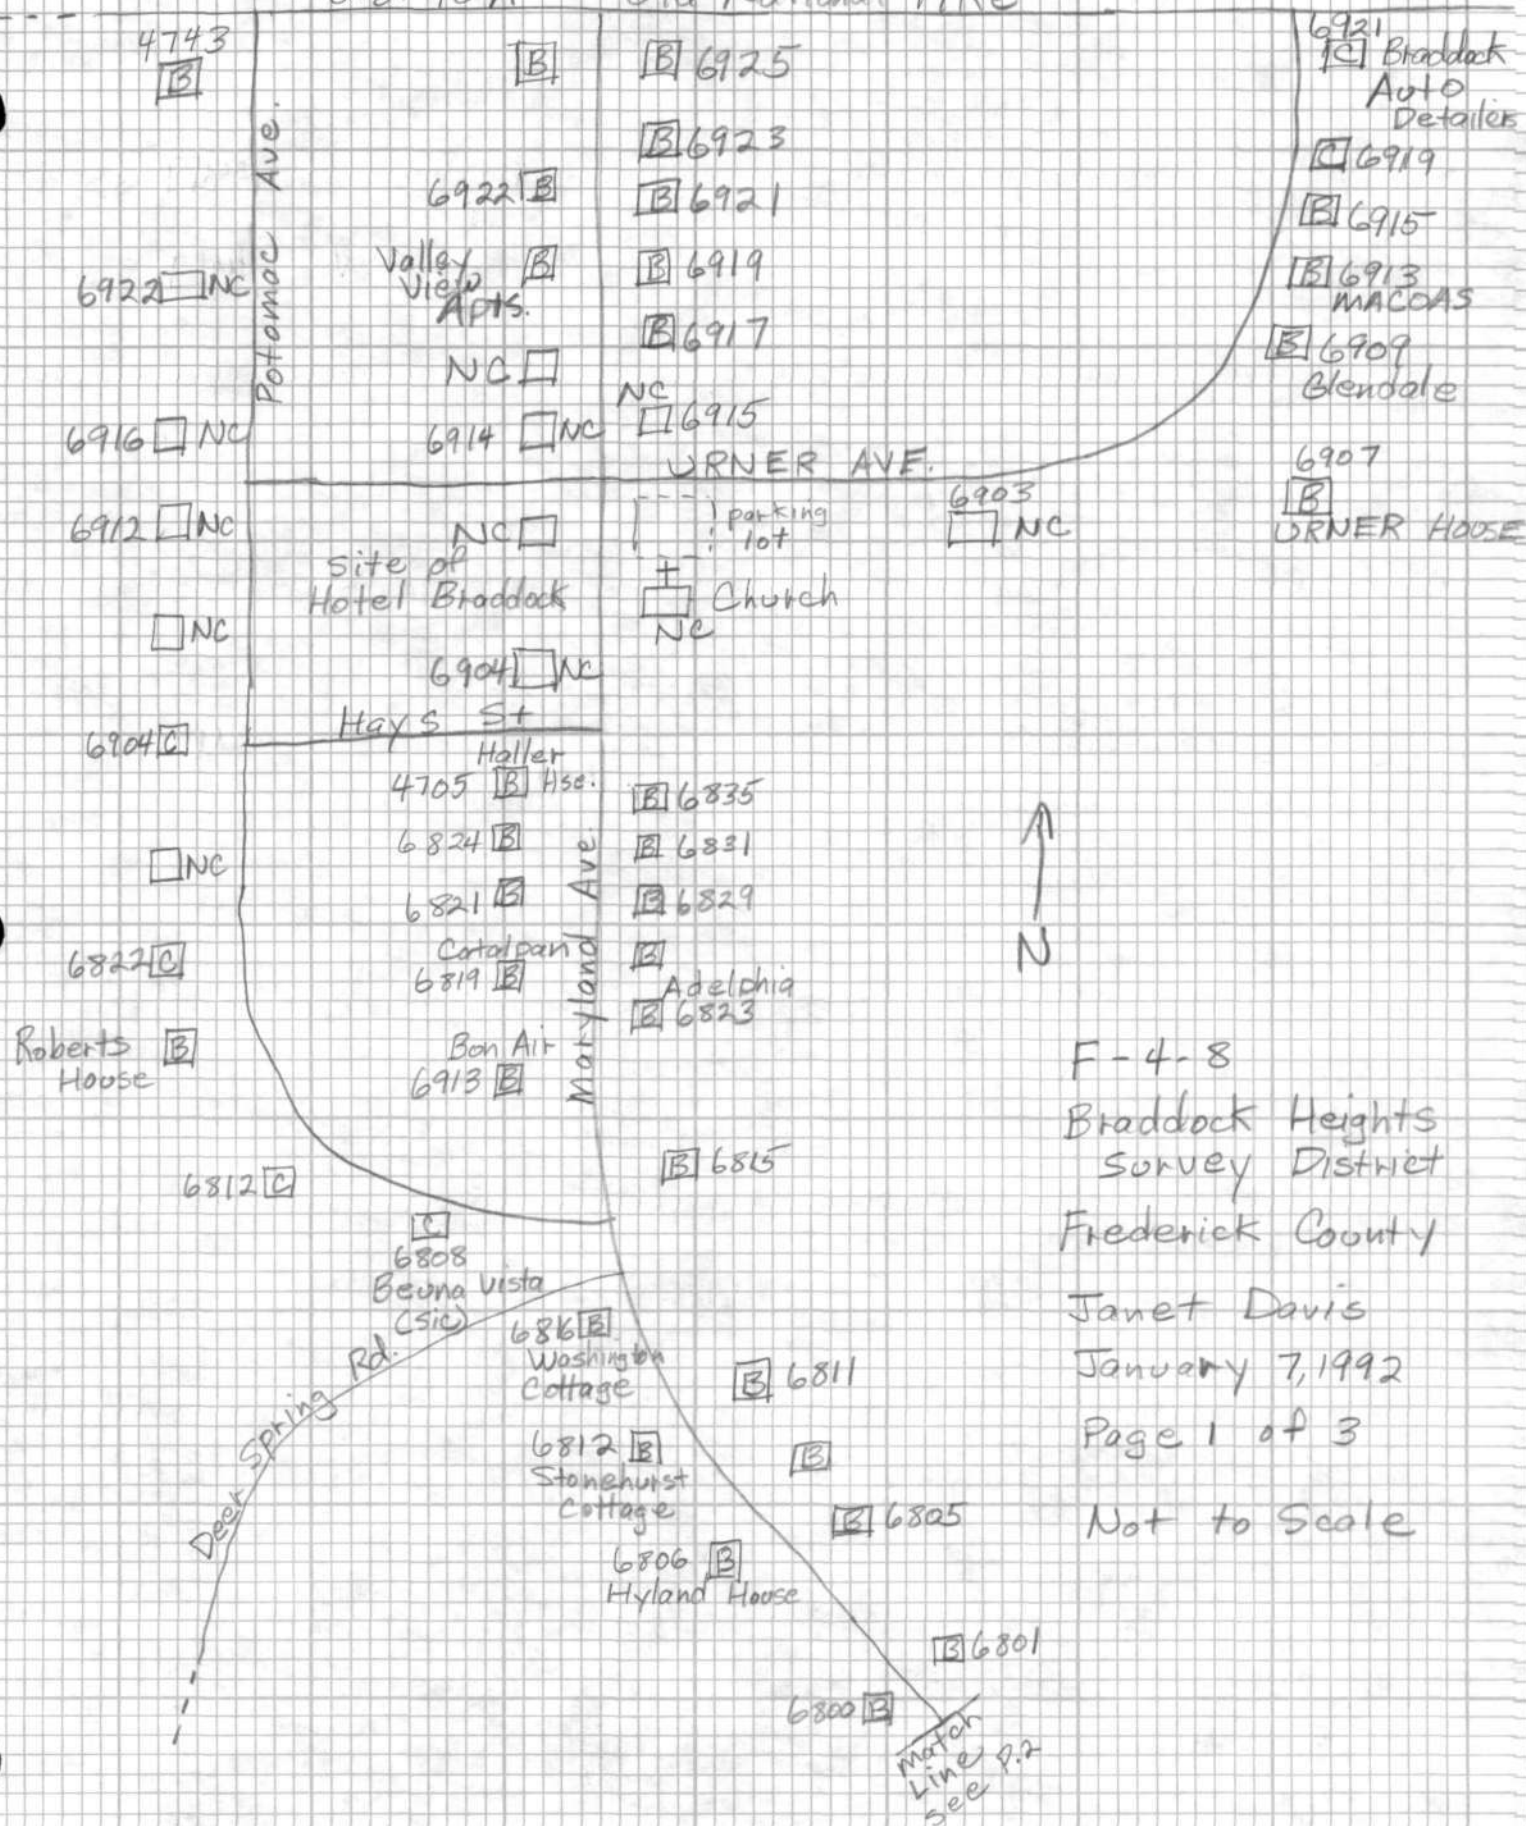 Old National PIKE
4743
B
Potomac Ave.
6922 NC
6916 NC
6912 NC
NC
6904 C
NC
6822 C
Roberts B
House
6812 C
B
6922 B
Valley B
View
Apts.
NC
6914 NC
NC
site of
Hotel Braddock
6904 NC
Hays St
Haller
4705 B Hse.
6824 B
6821 B
Catalpan
6819 B
Bon Air
6913 B
Maryland Ave.
B 6925
B 6923
B 6921
B 6919
B 6917
NC
6915
URNER AVE.
parking
lot
Church
NC
6903
NC
B 6835
B 6831
B 6829
B
Adelphia
B 6823
B 6815
6921
C Braddock
Auto
Detailers
C 6919
B 6915
B 6913
MACOAS
B 6909
Glendale
6907
B
URNER HOUSE
N
C
6808
Beuna Vista
(sic)
Deer Spring Rd.
6816 B
Washington
Cottage
6812 B
Stonehurst
Cottage
6806 B
Hyland House
B 6811
B
B 6805
B 6801
6800 B
Match
Line
see P.2
F-4-8
Braddock Heights
Survey District
Frederick County
Janet Davis
January 7, 1992
Page 1 of 3
Not to Scale